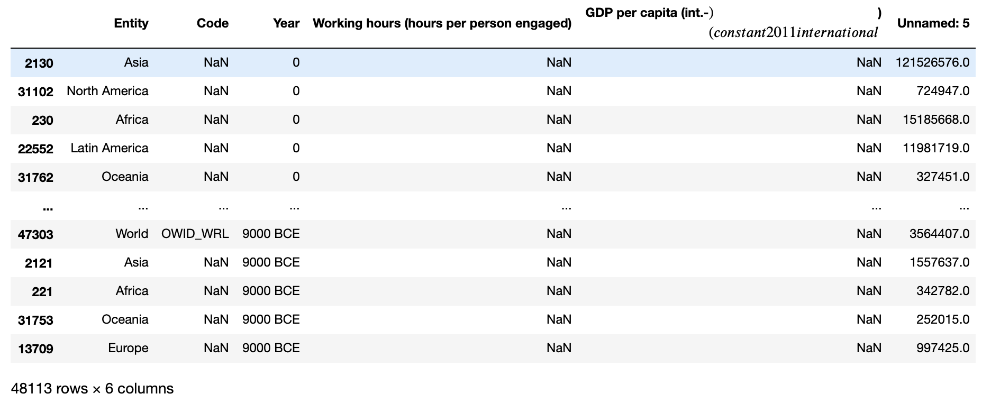 Entity Code Year Working hours (hours per person engaged) GDP per capita (int.-) (constant2011international ) Unnamed: 5
2130 Asia NaN 0 NaN NaN 121526576.0
31102 North America NaN 0 NaN NaN 724947.0
230 Africa NaN 0 NaN NaN 15185668.0
22552 Latin America NaN 0 NaN NaN 11981719.0
31762 Oceania NaN 0 NaN NaN 327451.0
... ... ... ... ... ... ...
47303 World OWID_WRL 9000 BCE NaN NaN 3564407.0
2121 Asia NaN 9000 BCE NaN NaN 1557637.0
221 Africa NaN 9000 BCE NaN NaN 342782.0
31753 Oceania NaN 9000 BCE NaN NaN 252015.0
13709 Europe NaN 9000 BCE NaN NaN 997425.0
48113 rows × 6 columns